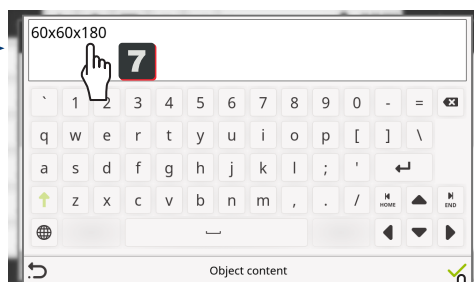 60x60x180
7
` 1 2 3 4 5 6 7 8 9 0 - =
q w e r t y u i o p [ ] \
a s d f g h j k l ; '
z x c v b n m , . / HOME END
Object content